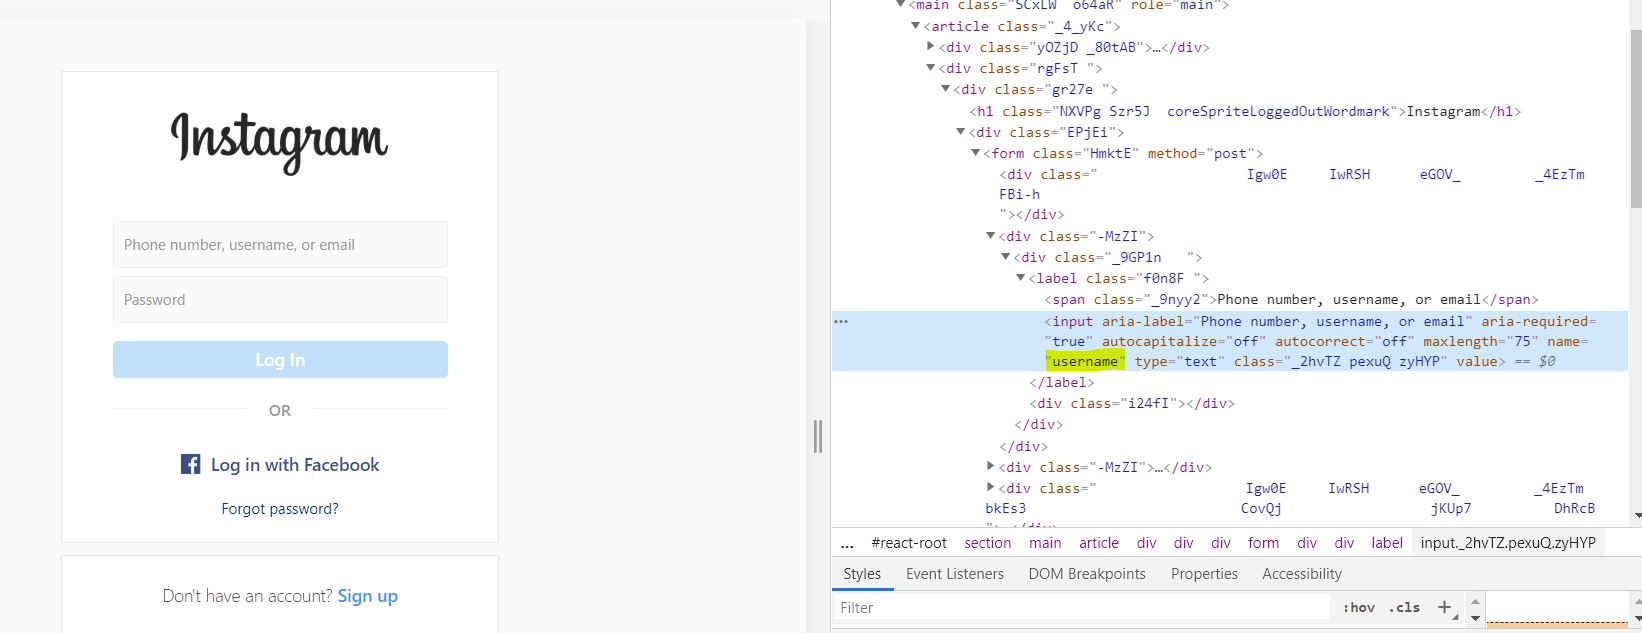 Instagram
Phone number, username, or email
Password
Log In
OR
Log in with Facebook
Forgot password?
Don't have an account? Sign up
<main class="SCxLW  o64aR" role="main">
<article class="_4_yKc">
<div class="yOZjD _80tAB">…</div>
<div class="rgFsT ">
<div class="gr27e ">
<h1 class="NXVPg Szr5J  coreSpriteLoggedOutWordmark">Instagram</h1>
<div class="EPjEi">
<form class="HmktE" method="post">
<div class=" Igw0E IwRSH eGOV_ _4EzTm
FBi-h
"></div>
<div class="-MzZI">
<div class="_9GP1n   ">
<label class="f0n8F ">
<span class="_9nyy2">Phone number, username, or email</span>
... <input aria-label="Phone number, username, or email" aria-required=
"true" autocapitalize="off" autocorrect="off" maxlength="75" name=
"username" type="text" class="_2hvTZ pexuQ zyHYP" value> == $0
</label>
<div class="i24fI"></div>
</div>
</div>
<div class="-MzZI">…</div>
<div class=" Igw0E IwRSH eGOV_ _4EzTm
bkEs3 CovQj jKUp7 DhRcB
... #react-root section main article div div div form div div label input._2hvTZ.pexuQ.zyHYP
Styles Event Listeners DOM Breakpoints Properties Accessibility
Filter :hov .cls +